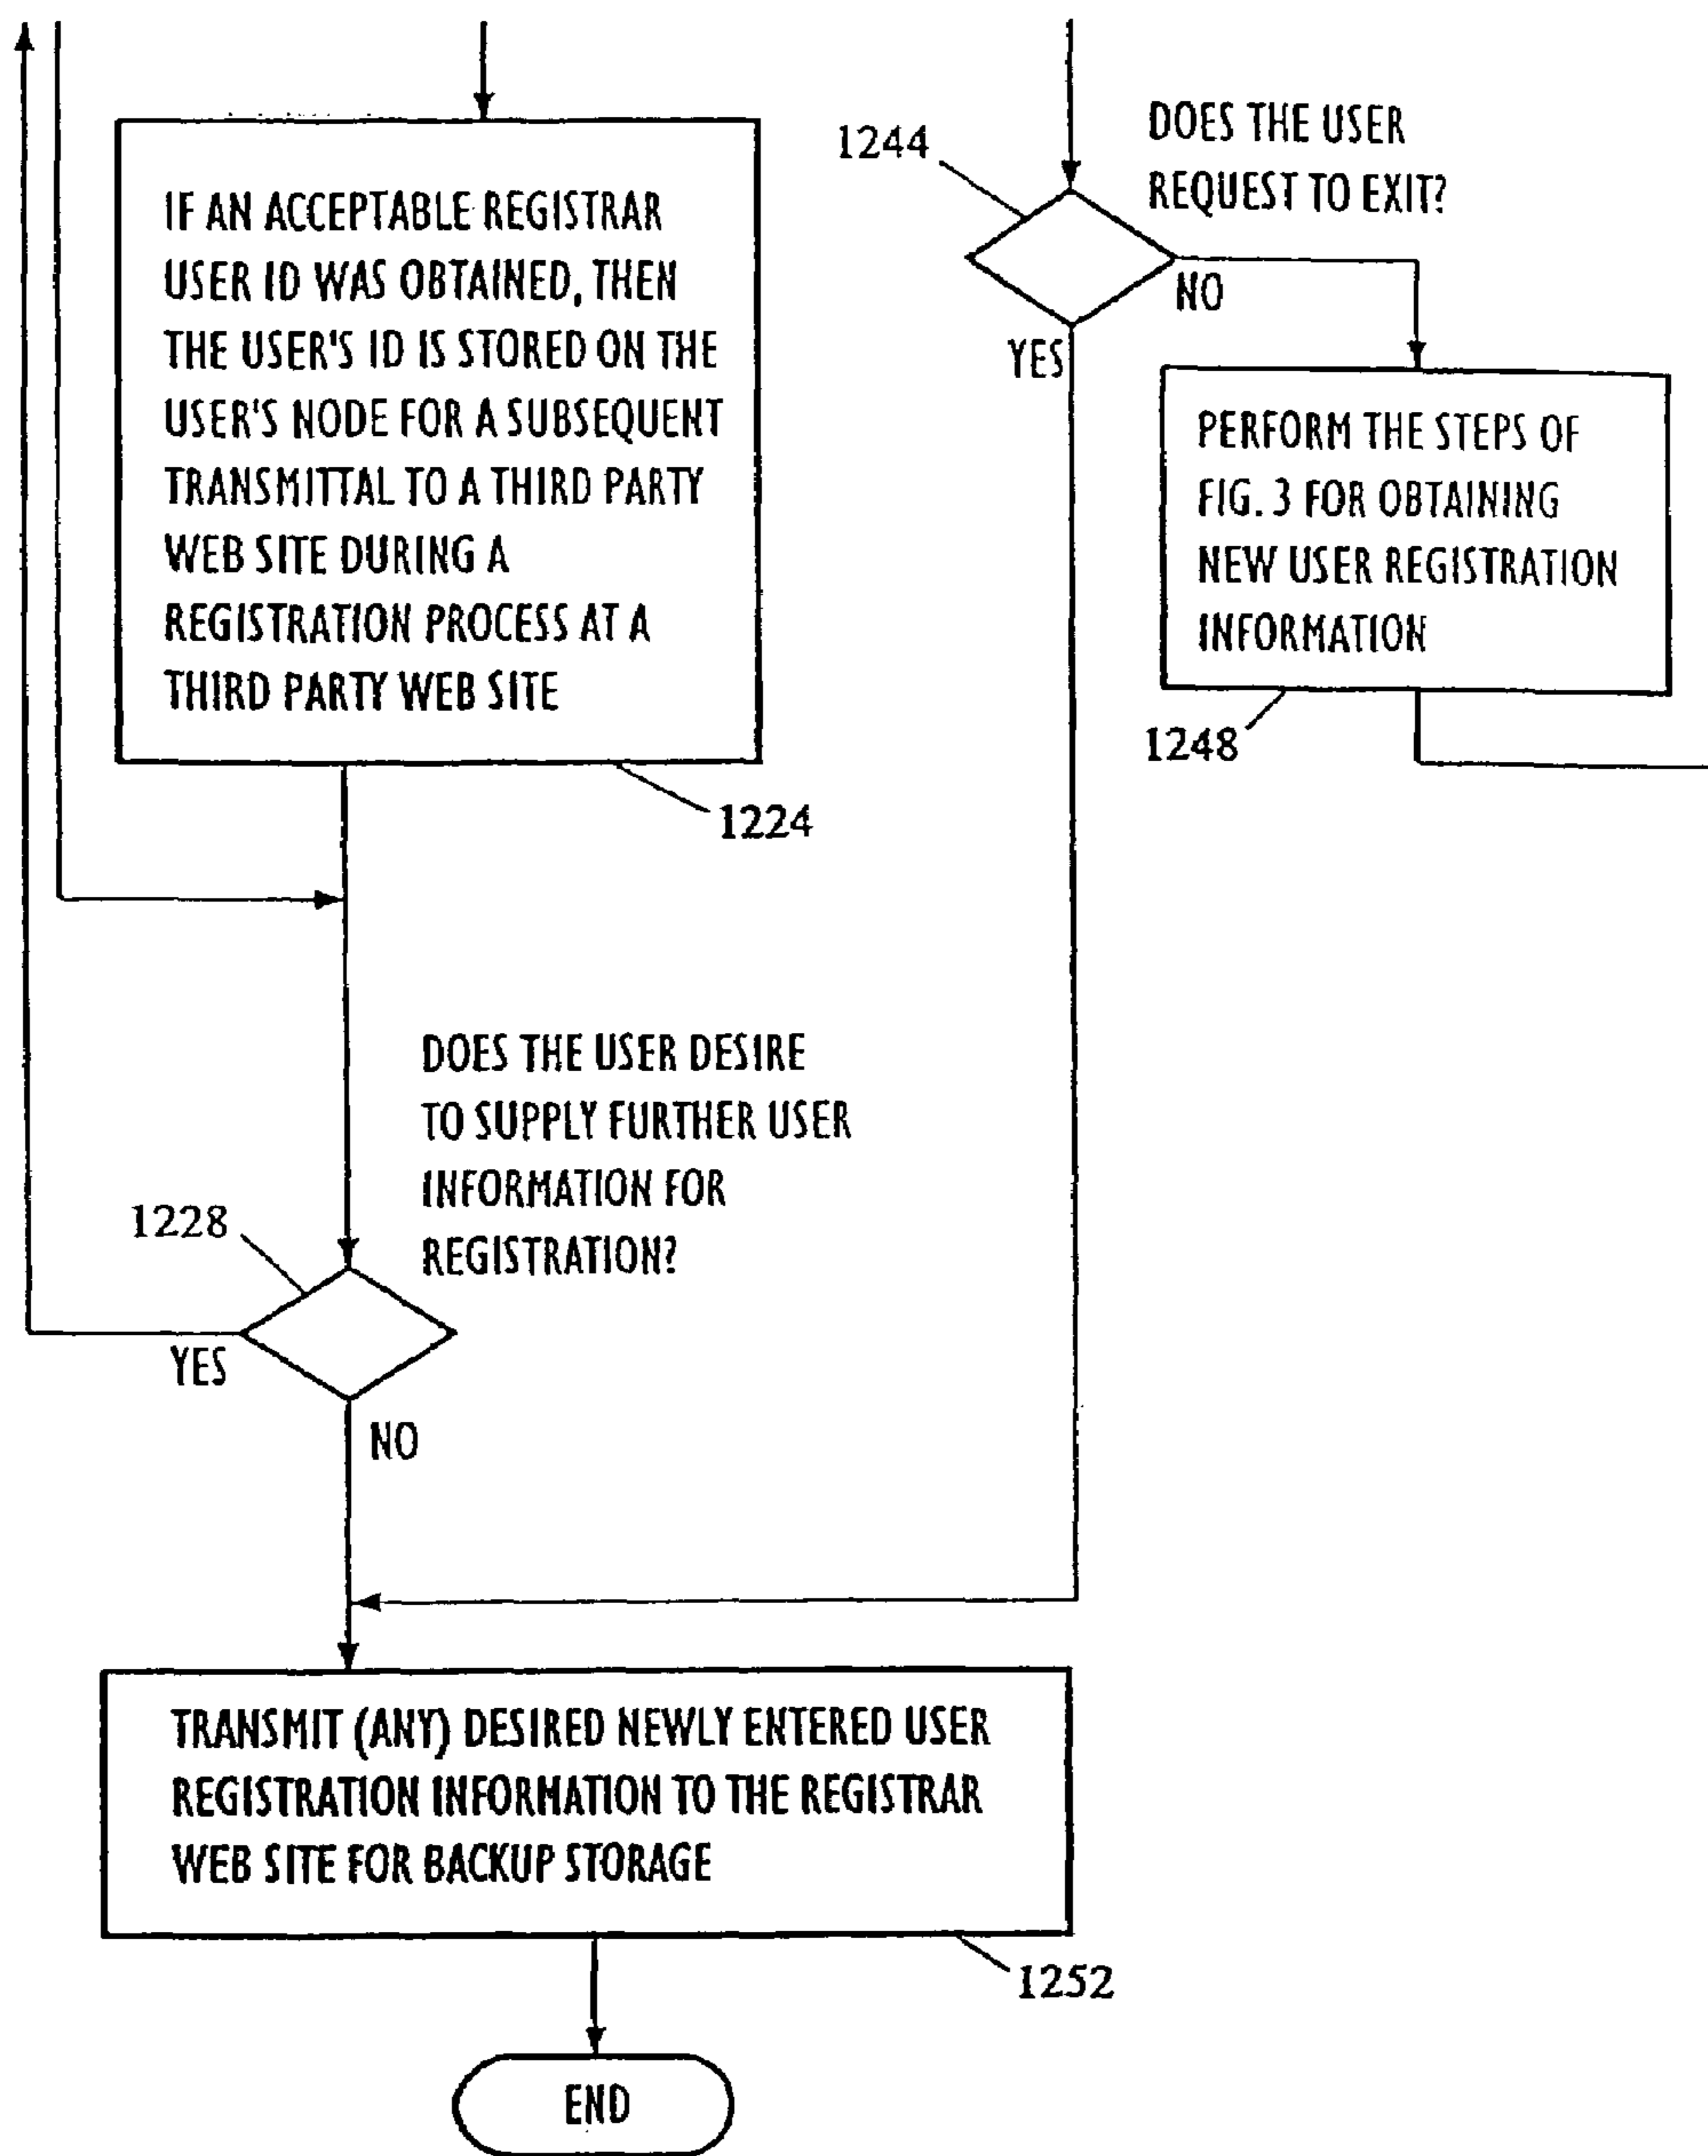 IF AN ACCEPTABLE REGISTRAR
USER ID WAS OBTAINED, THEN
THE USER'S ID IS STORED ON THE
USER'S NODE FOR A SUBSEQUENT
TRANSMITTAL TO A THIRD PARTY
WEB SITE DURING A
REGISTRATION PROCESS AT A
THIRD PARTY WEB SITE
1224
1244
DOES THE USER
REQUEST TO EXIT?
NO
YES
PERFORM THE STEPS OF
FIG. 3 FOR OBTAINING
NEW USER REGISTRATION
INFORMATION
1248
DOES THE USER DESIRE
TO SUPPLY FURTHER USER
INFORMATION FOR
REGISTRATION?
1228
YES
NO
TRANSMIT (ANY) DESIRED NEWLY ENTERED USER
REGISTRATION INFORMATION TO THE REGISTRAR
WEB SITE FOR BACKUP STORAGE
1252
END